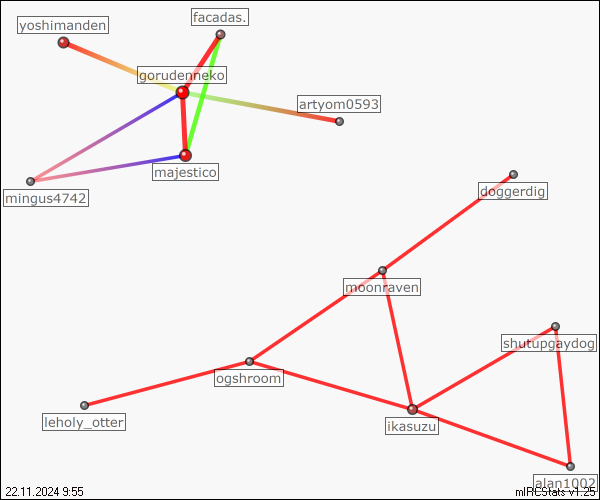 facadas.
yoshimanden
gorudenneko
artyom0593
majestico
mingus4742
doggerdig
moonraven
shutupgaydog
ogshroom
leholy_otter
ikasuzu
alan1002
22.11.2024 9:55
mIRCStats v1.25